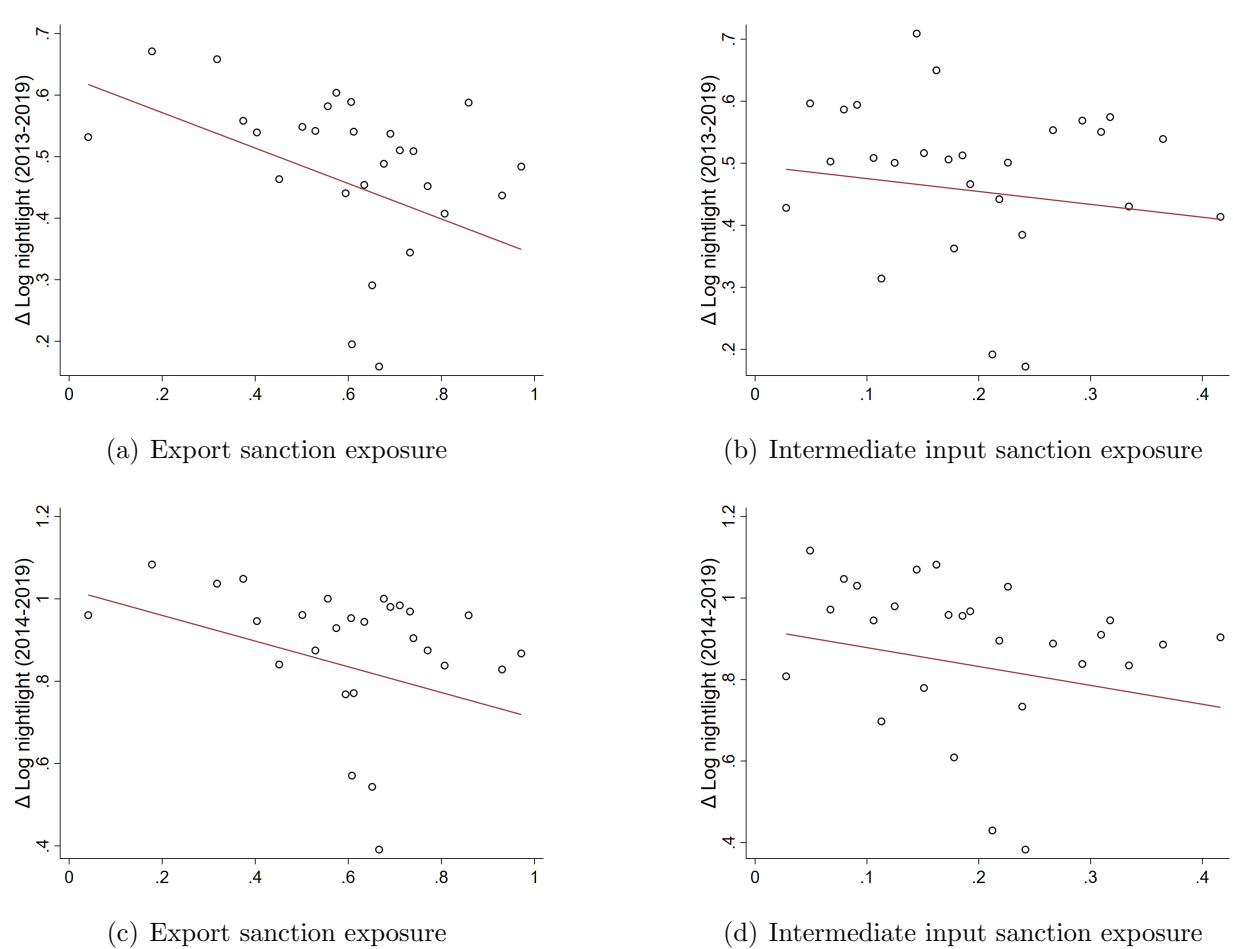 Δ Log nightlight (2013-2019)
.7
.6
.5
.4
.3
.2
0 .2 .4 .6 .8 1
(a) Export sanction exposure
Δ Log nightlight (2013-2019)
.7
.6
.5
.4
.3
.2
0 .1 .2 .3 .4
(b) Intermediate input sanction exposure
Δ Log nightlight (2014-2019)
1.2
1
.8
.6
.4
0 .2 .4 .6 .8 1
(c) Export sanction exposure
Δ Log nightlight (2014-2019)
1.2
1
.8
.6
.4
0 .1 .2 .3 .4
(d) Intermediate input sanction exposure